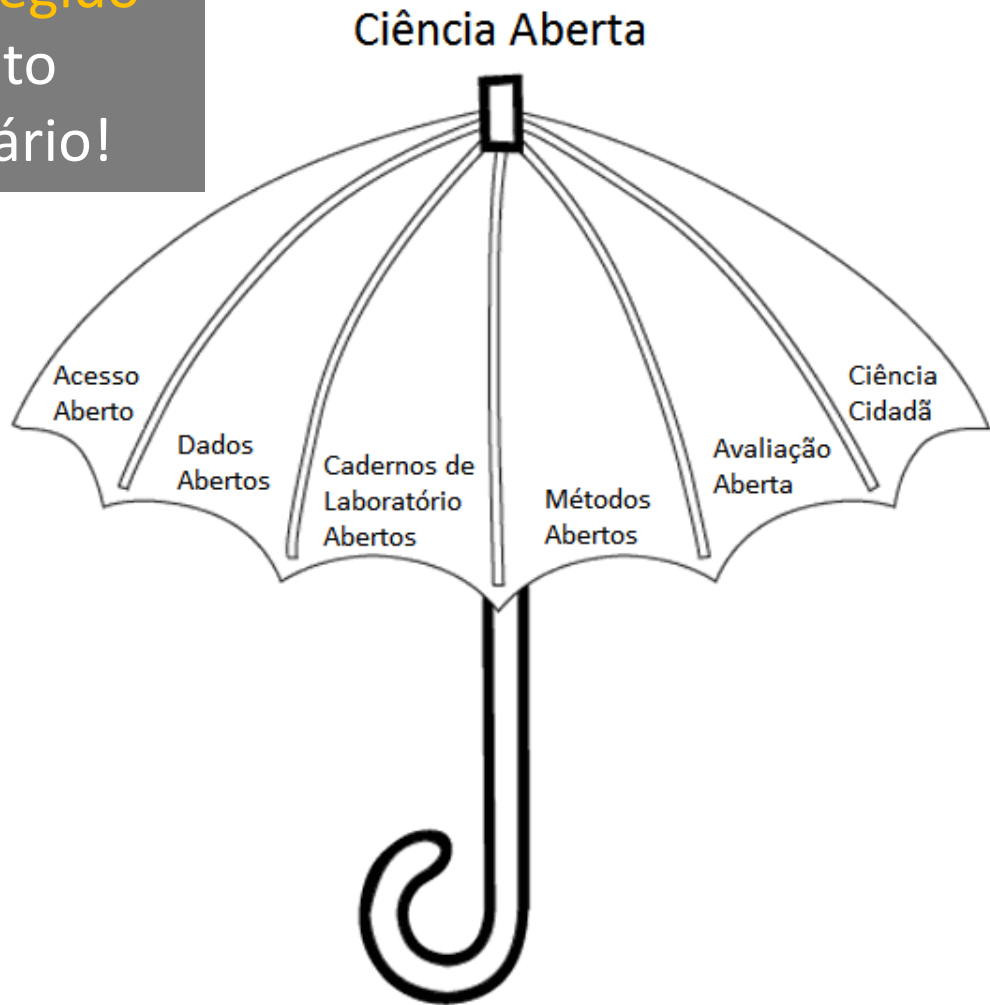 Ciência Aberta
to
ário!
Acesso
Aberto
Dados
Abertos
Cadernos de
Laboratório
Abertos
Métodos
Abertos
Avaliação
Aberta
Ciência
Cidadã